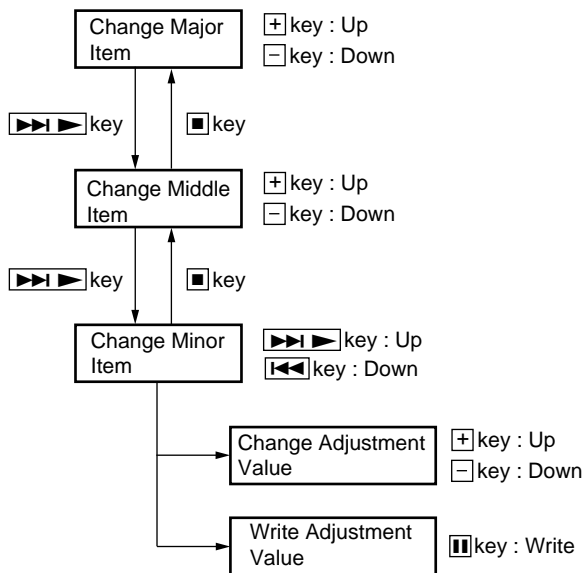 Change Major
Item
+ key : Up
− key : Down
key
key
Change Middle
Item
+ key : Up
− key : Down
key
key
Change Minor
Item
key : Up
key : Down
Change Adjustment
Value
+ key : Up
− key : Down
Write Adjustment
Value
key : Write